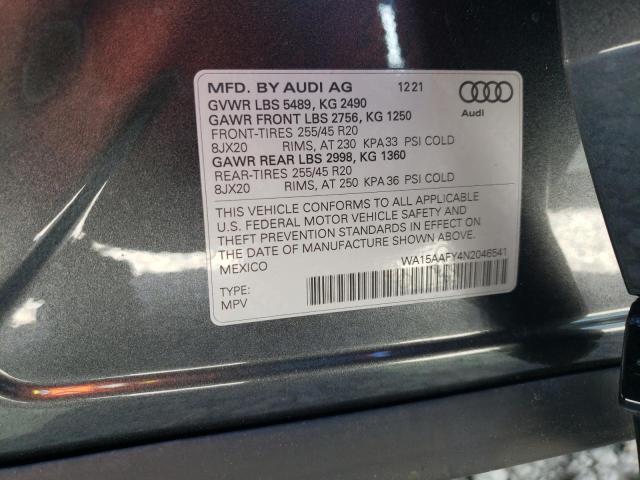 MFD. BY AUDI AG 12 21
GVWR LBS 5489, KG 2490
GAWR FRONT LBS 2756, KG 1250
FRONT-TIRES 255/45 R20
8JX20 RIMS, AT 230 KPA33 PSI COLD
GAWR REAR LBS 2998, KG 1360
REAR-TIRES 255/45 R20
8JX20 RIMS, AT 250 KPA36 PSI COLD
Audi
THIS VEHICLE CONFORMS TO ALL APPLICABLE
U.S. FEDERAL MOTOR VEHICLE SAFETY AND
THEFT PREVENTION STANDARDS IN EFFECT ON
THE DATE OF MANUFACTURE SHOWN ABOVE.
MEXICO
WA15AAFY4N2046541
TYPE:
MPV